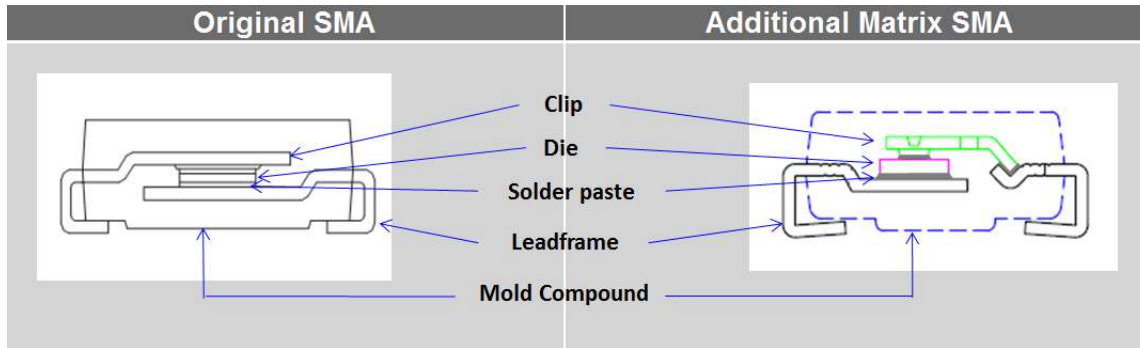 Original SMA
Additional Matrix SMA
Clip
Die
Solder paste
Leadframe
Mold Compound